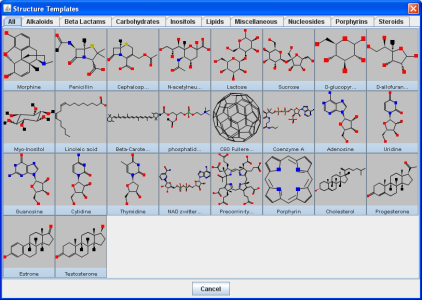 Structure Templates
All Alkaloids Beta Lactams Carbohydrates Inositols Lipids Miscellaneous Nucleosides Porphyrins Steroids
Morphine Penicillin Cephalosp... N-acetylneu... Lactose Sucrose D-glucopyr... D-allofuran...
Myo-inositol Linoleic acid Beta-Carote... phosphatid... C60 Fullere... Coenzyme A Adenosine Uridine
Guanosine Cytidine Thymidine NAD zwitter... Precorrinity... Porphyrin Cholesterol Progesterone
Estrone Testosterone
Cancel